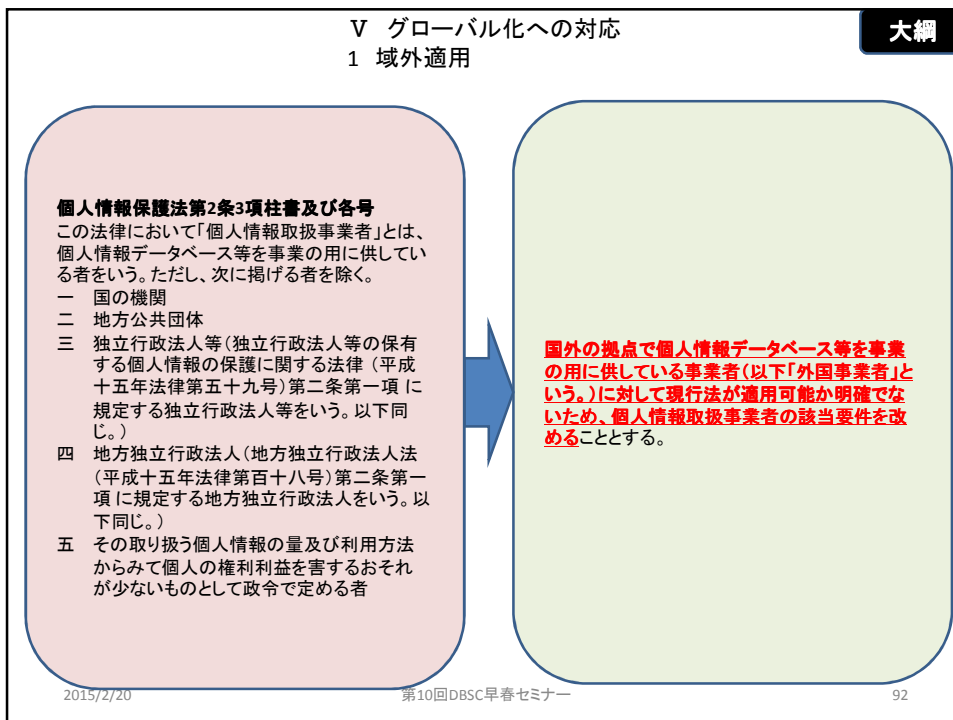 Ⅴ グローバル化への対応
1 域外適用
大綱
個人情報保護法第2条3項柱書及び各号
この法律において「個人情報取扱事業者」とは、
個人情報データベース等を事業の用に供してい
る者をいう。ただし、次に掲げる者を除く。
一 国の機関
二 地方公共団体
三 独立行政法人等（独立行政法人等の保有
する個人情報の保護に関する法律 （平成
十五年法律第五十九号）第二条第一項 に
規定する独立行政法人等をいう。以下同
じ。）
四 地方独立行政法人（地方独立行政法人法
（平成十五年法律第百十八号）第二条第一
項 に規定する地方独立行政法人をいう。以
下同じ。）
五 その取り扱う個人情報の量及び利用方法
からみて個人の権利利益を害するおそれ
が少ないものとして政令で定める者
国外の拠点で個人情報データベース等を事業
の用に供している事業者（以下「外国事業者」と
いう。）に対して現行法が適用可能か明確でな
いため、個人情報取扱事業者の該当要件を改
めることとする。
2015/2/20
第10回DBSC早春セミナー
92